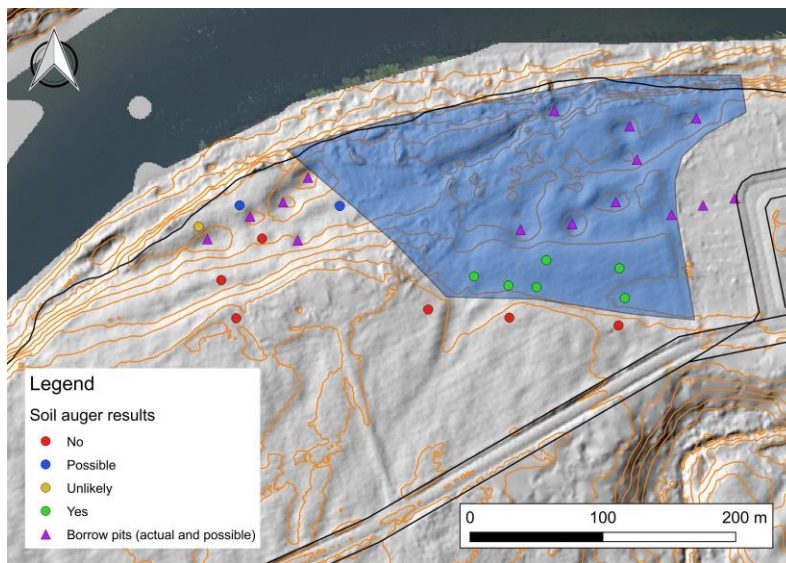 Legend
Soil auger results
No
Possible
Unlikely
Yes
Borrow pits (actual and possible)
0 100 200 m